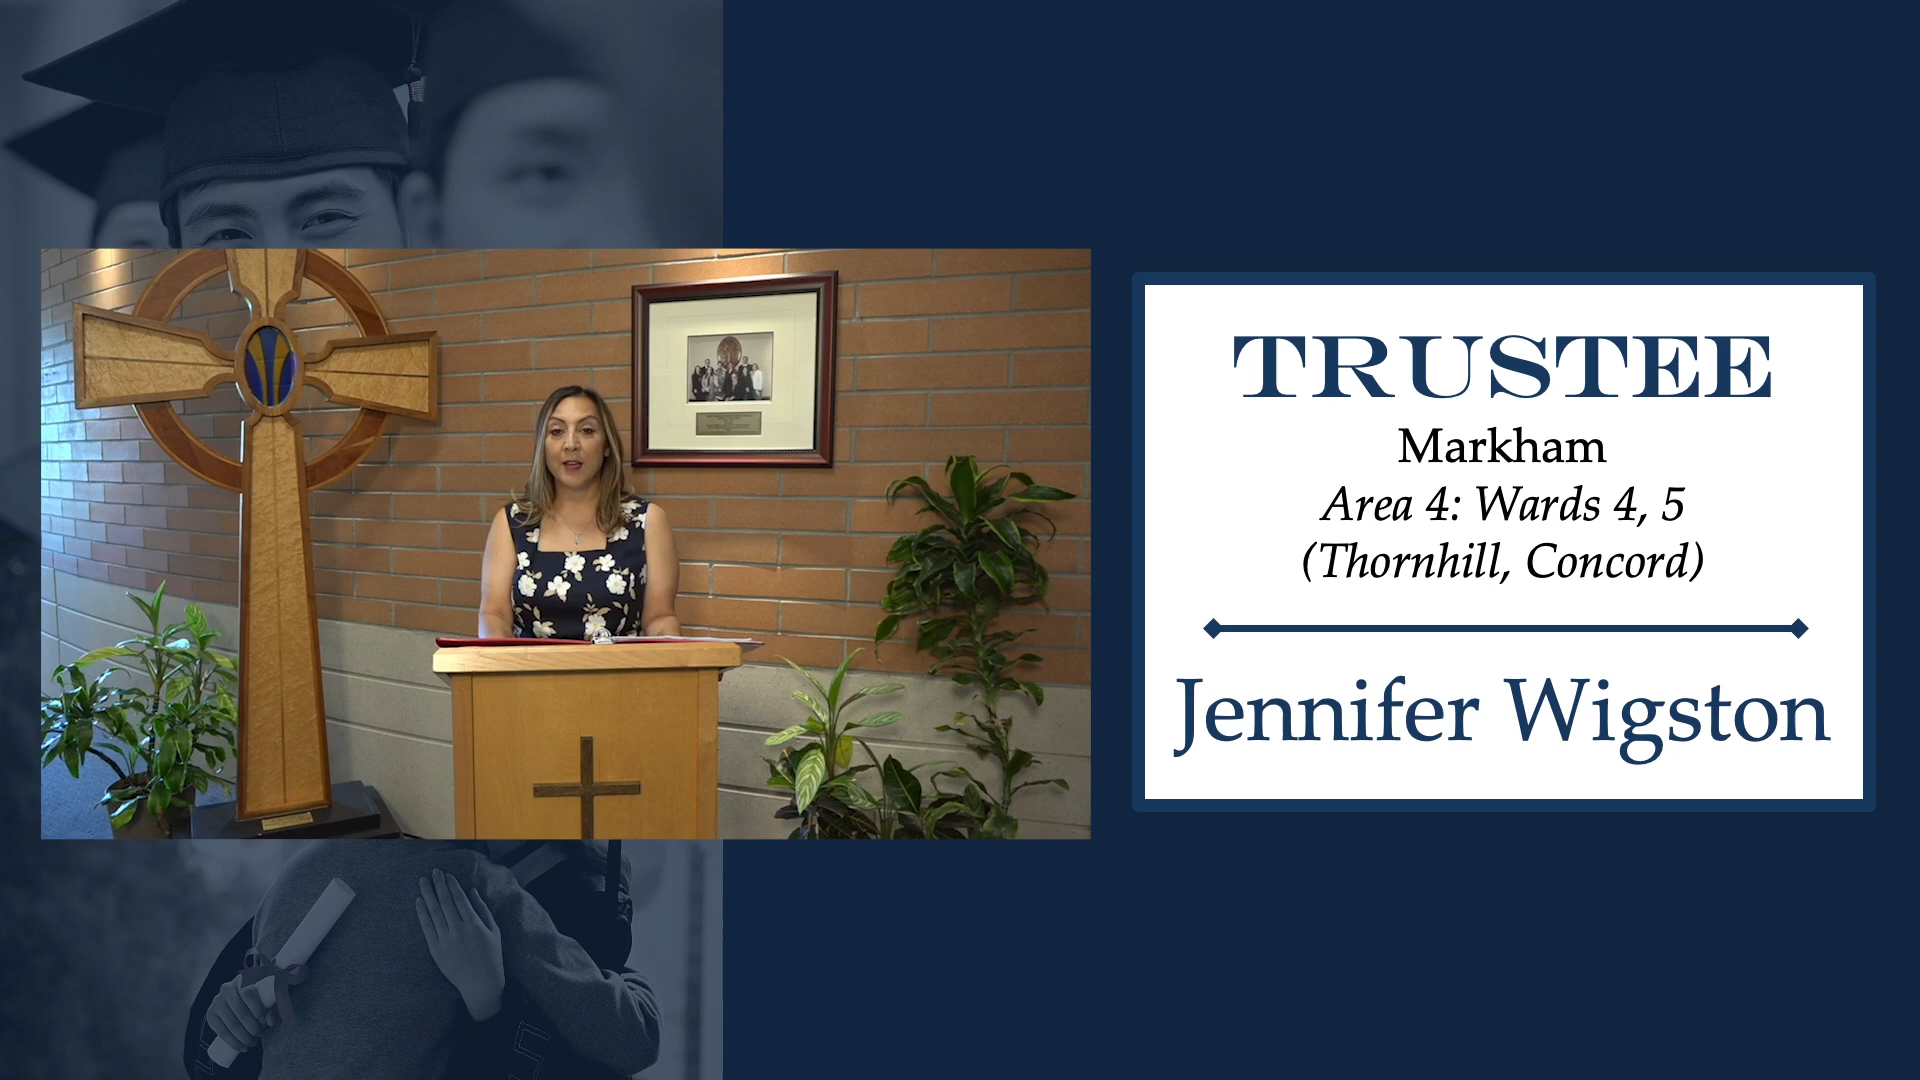 TRUSTEE
Markham
Area 4: Wards 4, 5
(Thornhill, Concord)
Jennifer Wigston